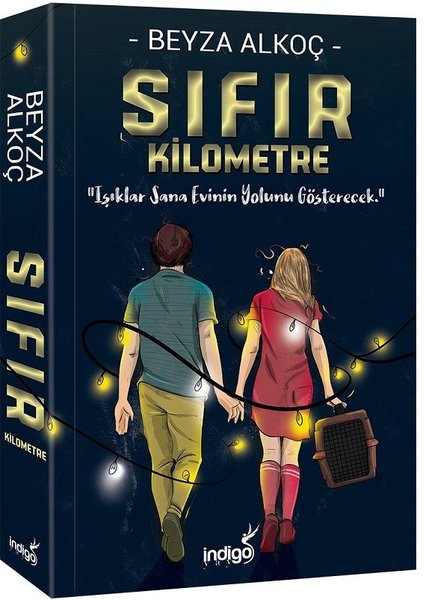 - BEYZA ALKOÇ -
SIFIR
KİLOMETRE
"Işıklar Sana Evinin Yolunu Gösterecek."
indigo
BEYZA
ALKOÇ
SIFIR
KİLOMETRE
indigo